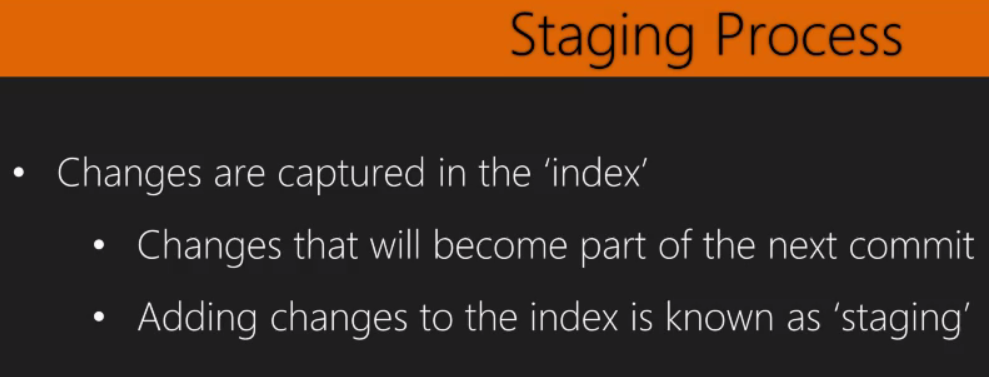 Staging Process
• Changes are captured in the ‘index’
• Changes that will become part of the next commit
• Adding changes to the index is known as ‘staging’